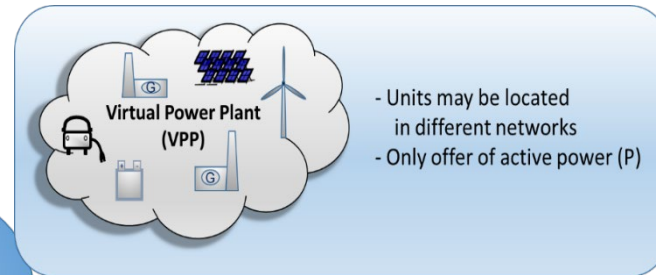 G
Virtual Power Plant
(VPP)
G
- Units may be located
in different networks
- Only offer of active power (P)